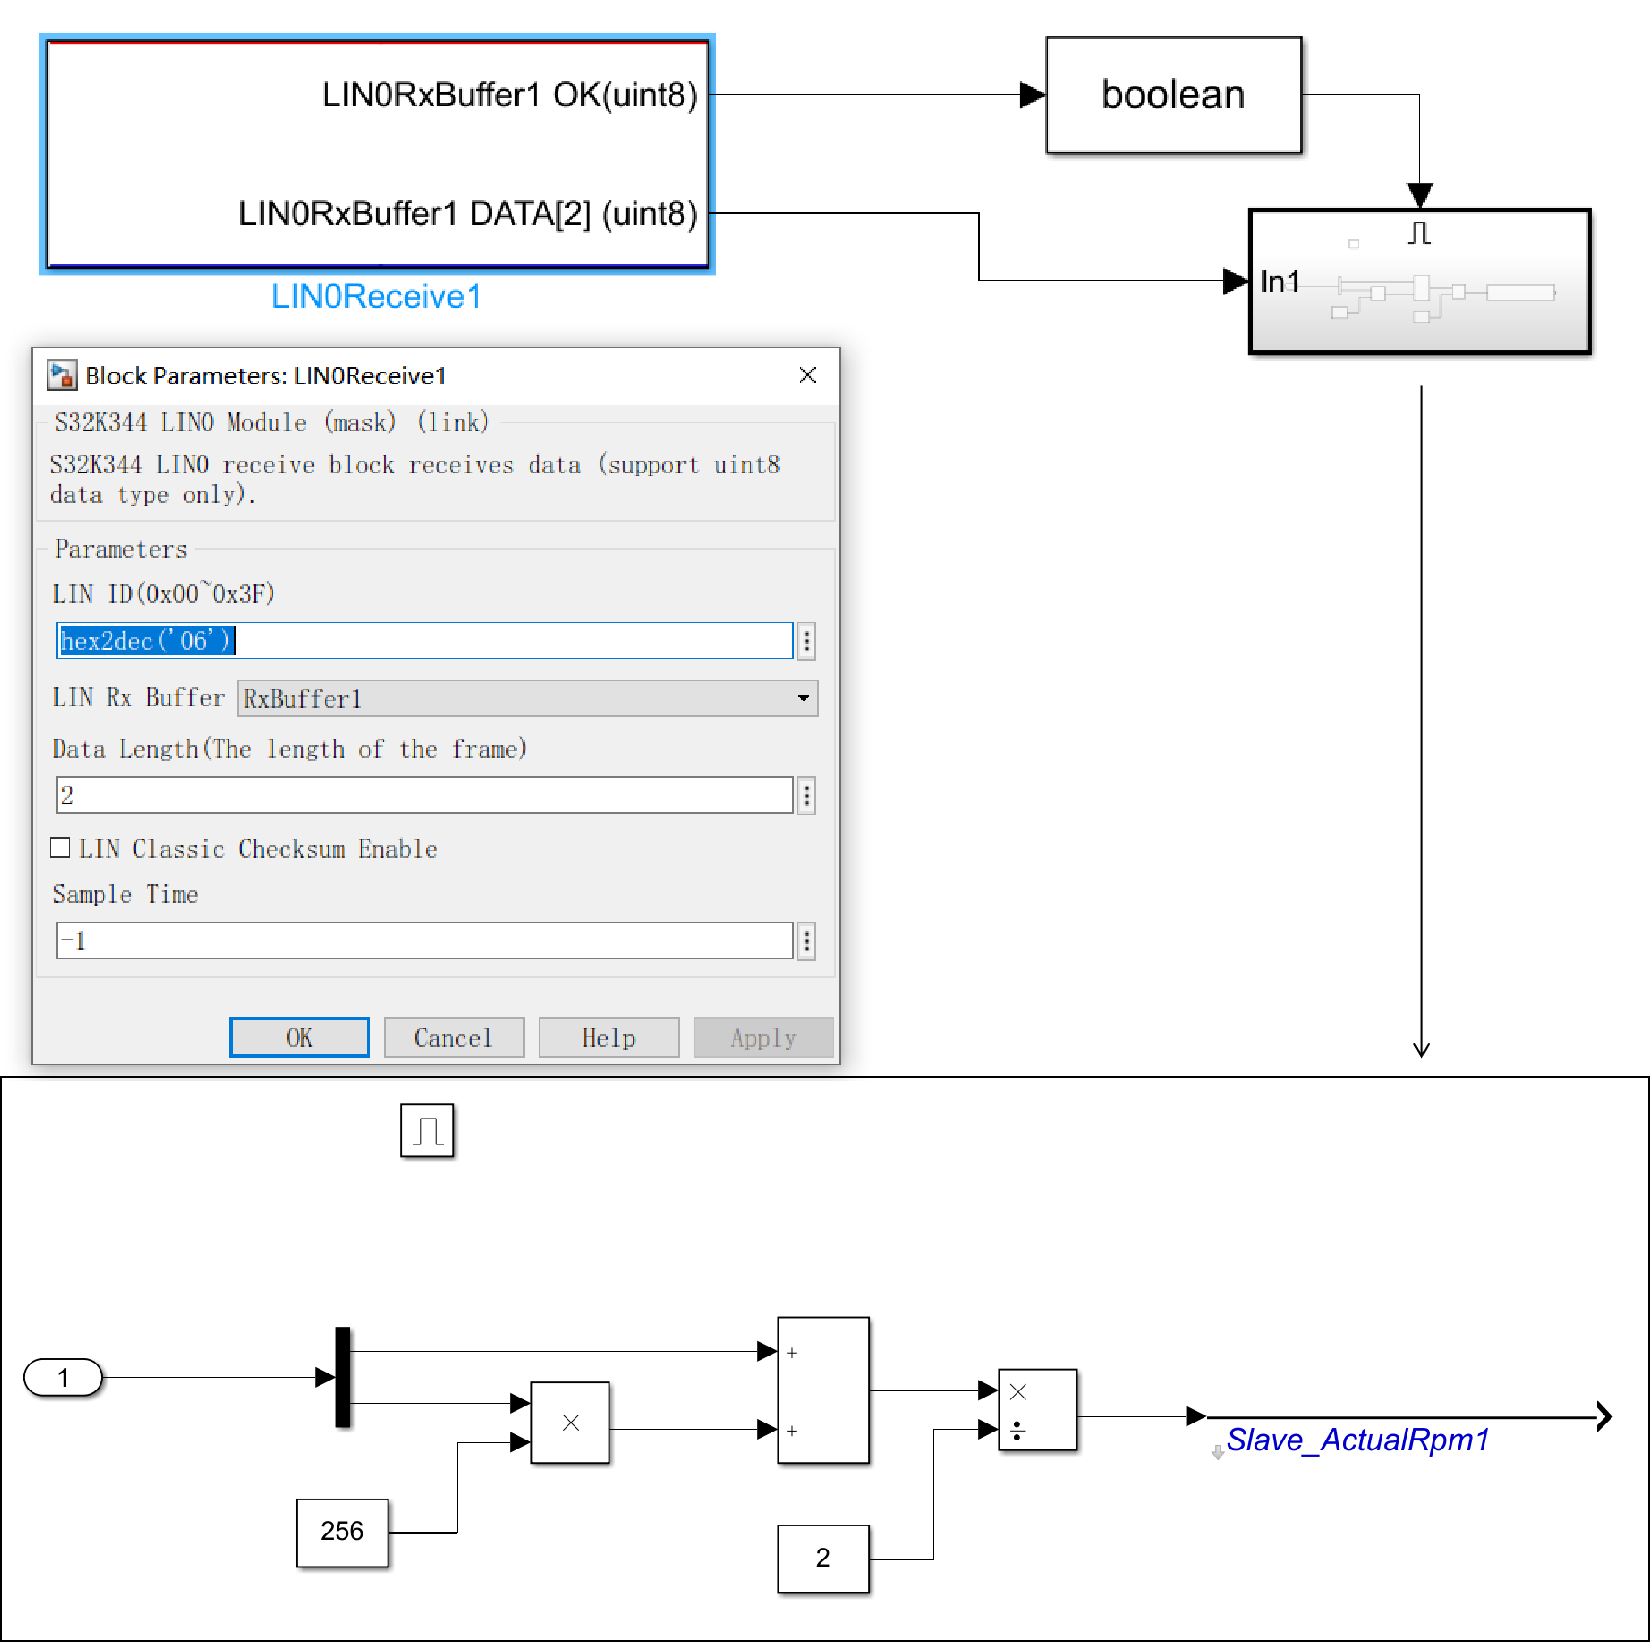 LIN0RxBuffer1 OK(uint8)
boolean
LIN0RxBuffer1 DATA[2] (uint8)
In1
LIN0Receive1
Block Parameters: LIN0Receive1
S32K344 LIN0 Module (mask) (link)
S32K344 LIN0 receive block receives data (support uint8
data type only).
Parameters
LIN ID(0x00~0x3F)
hex2dec('06')
LIN Rx Buffer RxBuffer1
Data Length(The length of the frame)
2
LIN Classic Checksum Enable
Sample Time
-1
OK Cancel Help Apply
1
+
+
×
×
÷
Slave_ActualRpm1
256
2